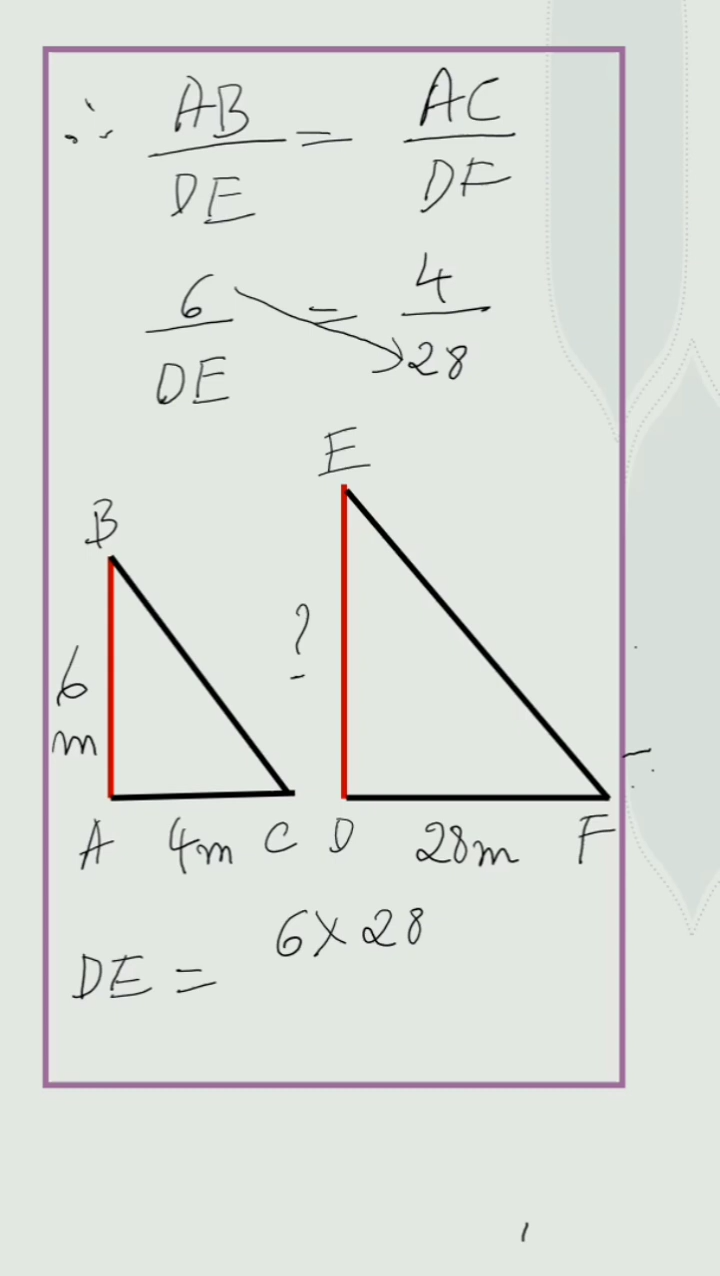 ∴ AB/DE = AC/DF
6/DE = 4/28
E
B
?
6
m
A 4m C D 28m F
DE = 6×28